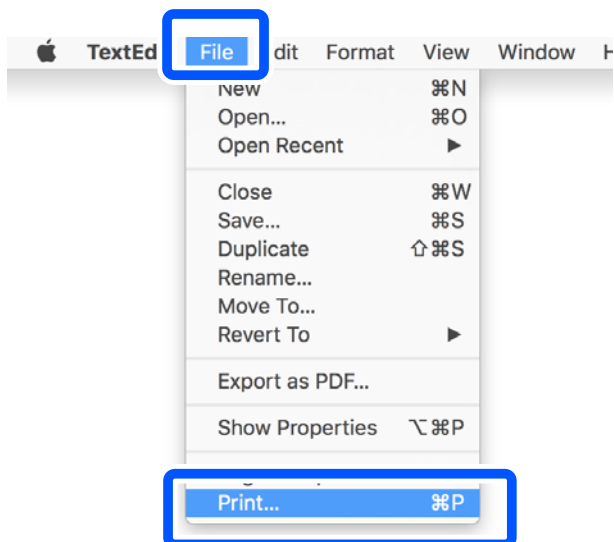 TextEd File dit Format View Window H
New ⌘N
Open... ⌘O
Open Recent ▶
Close ⌘W
Save... ⌘S
Duplicate ⇧⌘S
Rename...
Move To...
Revert To ▶
Export as PDF...
Show Properties ⌥⌘P
Print... ⌘P